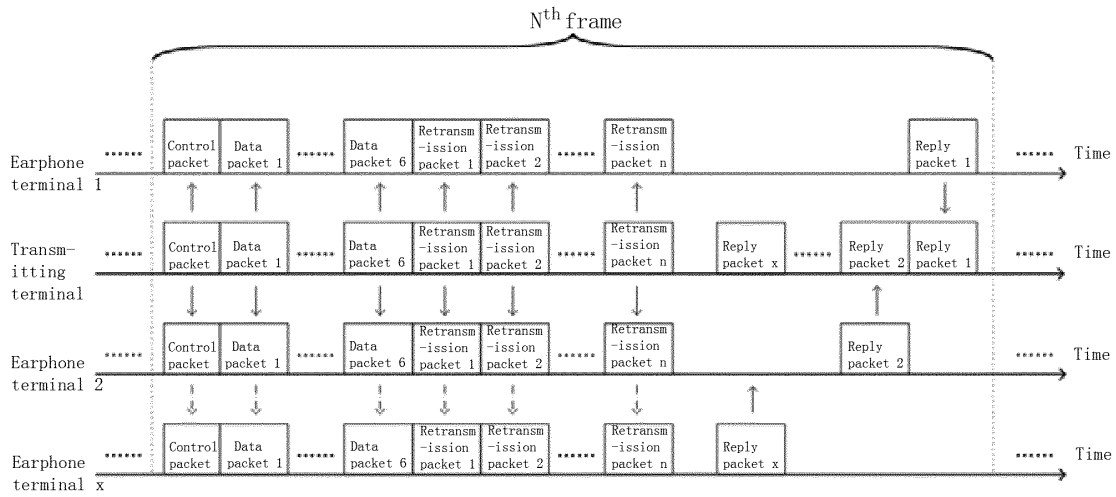 Nth frame
Earphone
terminal 1
......
Control
packet
Data
packet 1
......
Data
packet 6
Retransm
-ission
packet 1
Retransm
-ission
packet 2
......
Retransm
-ission
packet n
Reply
packet 1
......
Time
Transm-
itting
terminal
......
Control
packet
Data
packet 1
......
Data
packet 6
Retransm
-ission
packet 1
Retransm
-ission
packet 2
......
Retransm
-ission
packet n
Reply
packet x
......
Reply
packet 2
Reply
packet 1
......
Time
Earphone
terminal 2
......
Control
packet
Data
packet 1
......
Data
packet 6
Retransm
-ission
packet 1
Retransm
-ission
packet 2
......
Retransm
-ission
packet n
Reply
packet 2
......
Time
Earphone
terminal x
......
Control
packet
Data
packet 1
......
Data
packet 6
Retransm
-ission
packet 1
Retransm
-ission
packet 2
......
Retransm
-ission
packet n
Reply
packet x
......
Time